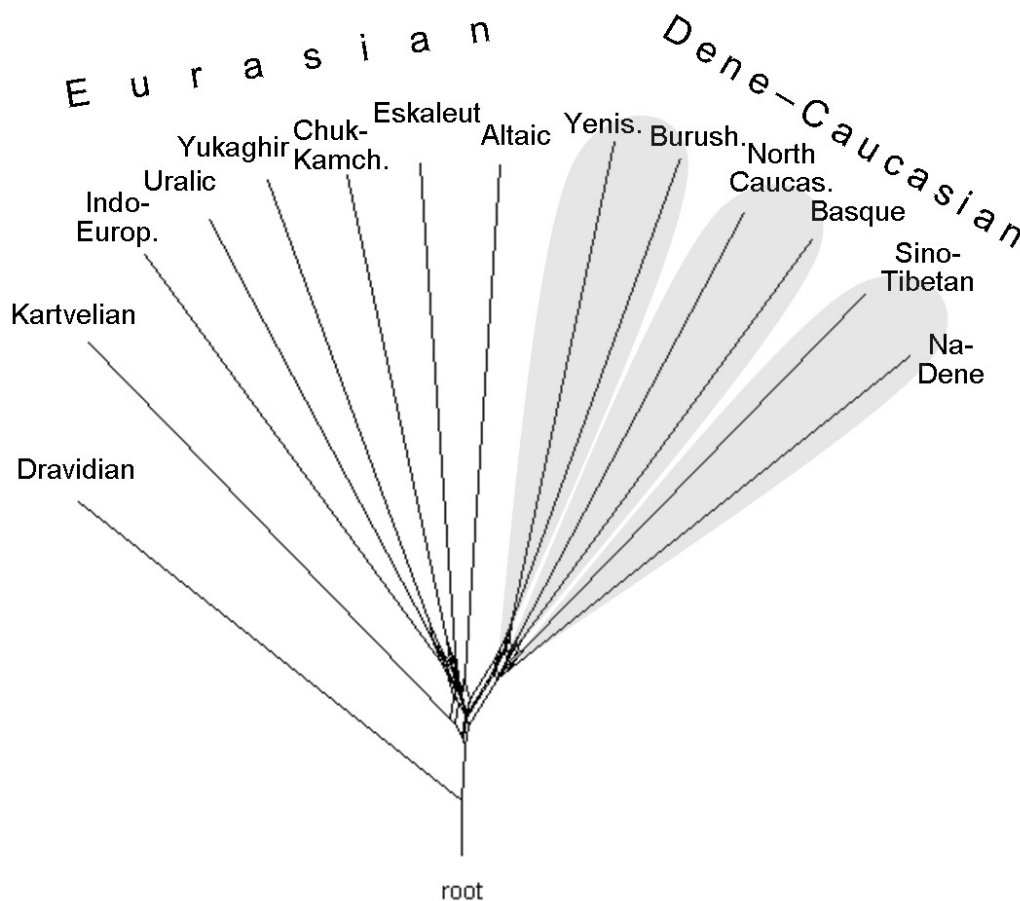 Eurasian
Dene–Caucasian
Eskaleut
Chuk-
Kamch.
Altaic
Yenis.
Burush.
Yukaghir
North
Caucas.
Uralic
Basque
Indo-
Europ.
Sino-
Tibetan
Kartvelian
Na-
Dene
Dravidian
root